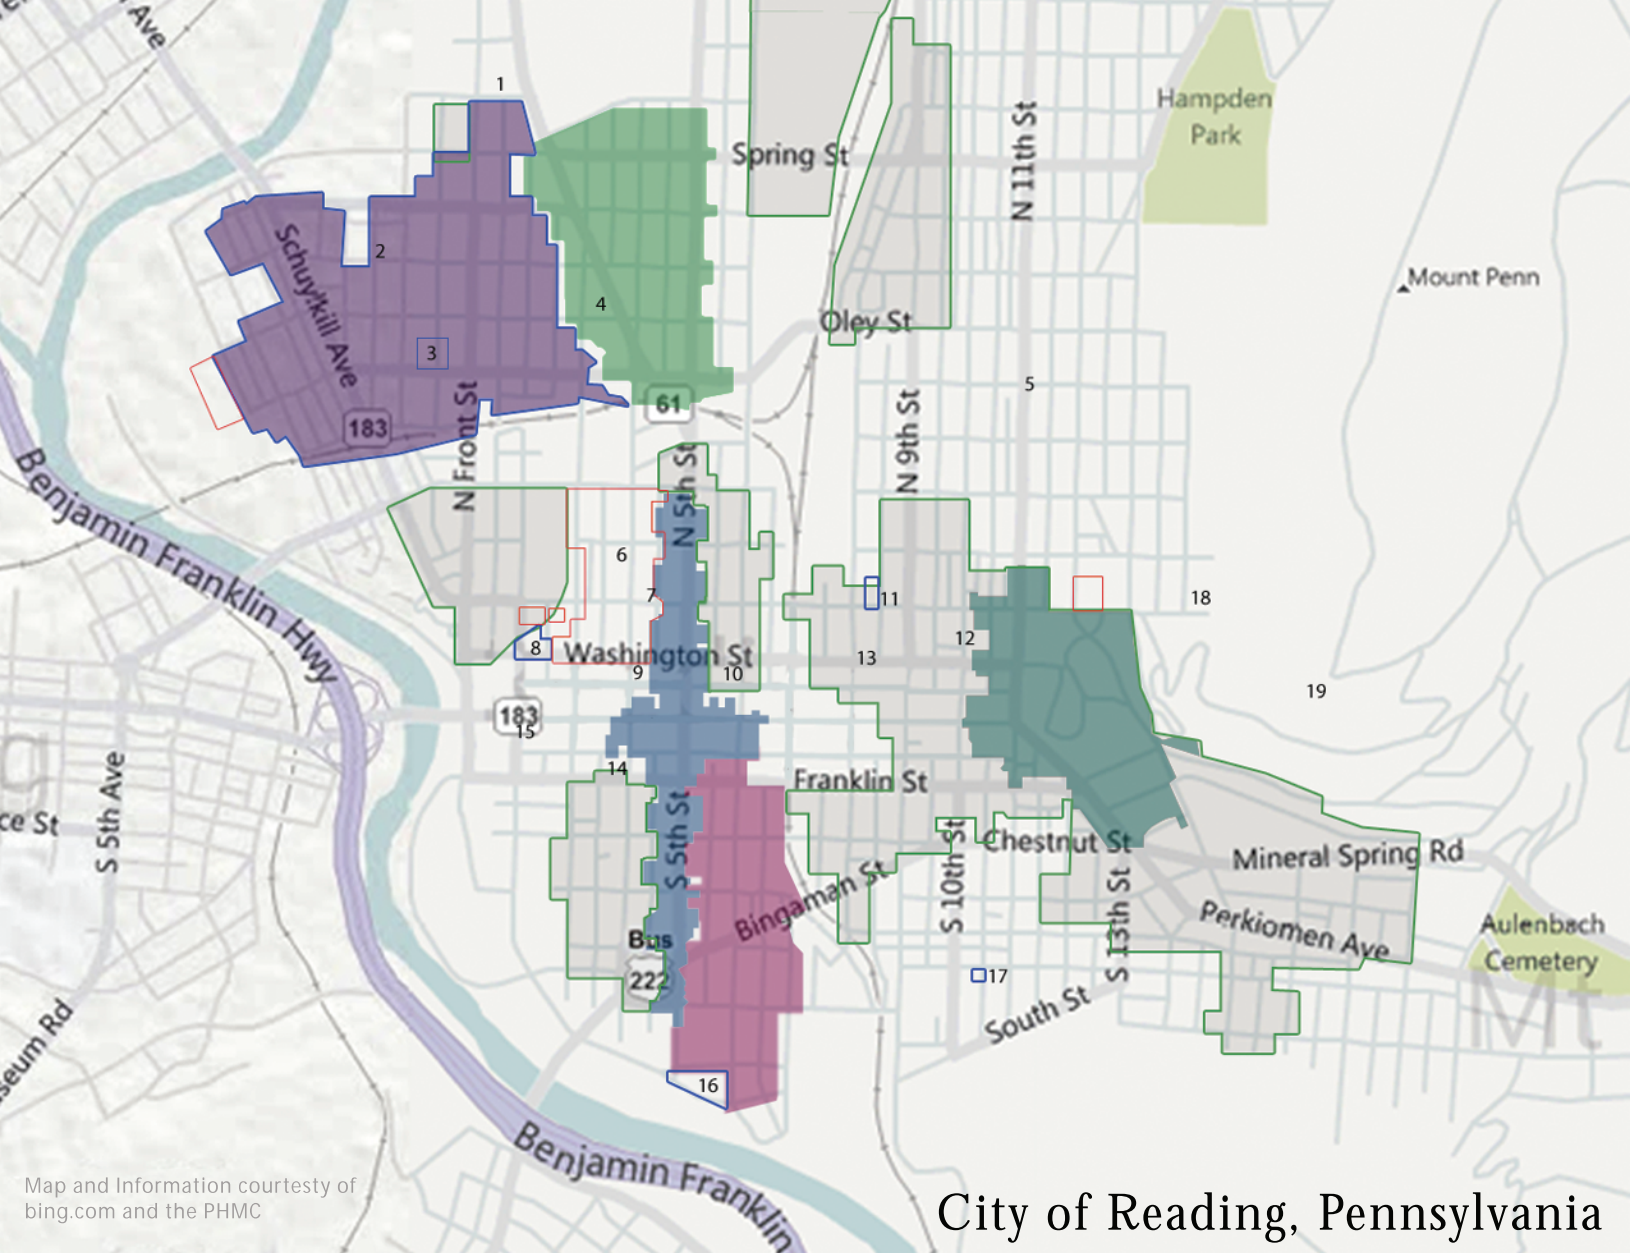 Ave
1
Hampden
Park
Spring St
N 11th St
2
Schuylkill Ave
Mount Penn
4
Oley St
3
5
61
183
N Front St
N 9th St
N 5th St
Benjamin Franklin Hwy
6
7
11
18
12
8
Washington St
13
9
10
19
183
15
14
Franklin St
S 5th Ave
ce St
S 5th St
Chestnut St
S 10th St
Mineral Spring Rd
Bingaman St
S 13th St
Perkiomen Ave
Aulenbach
Cemetery
Bus
222
17
South St
Mt
seum Rd
16
Benjamin Franklin
Map and Information courtesty of
bing.com and the PHMC
City of Reading, Pennsylvania